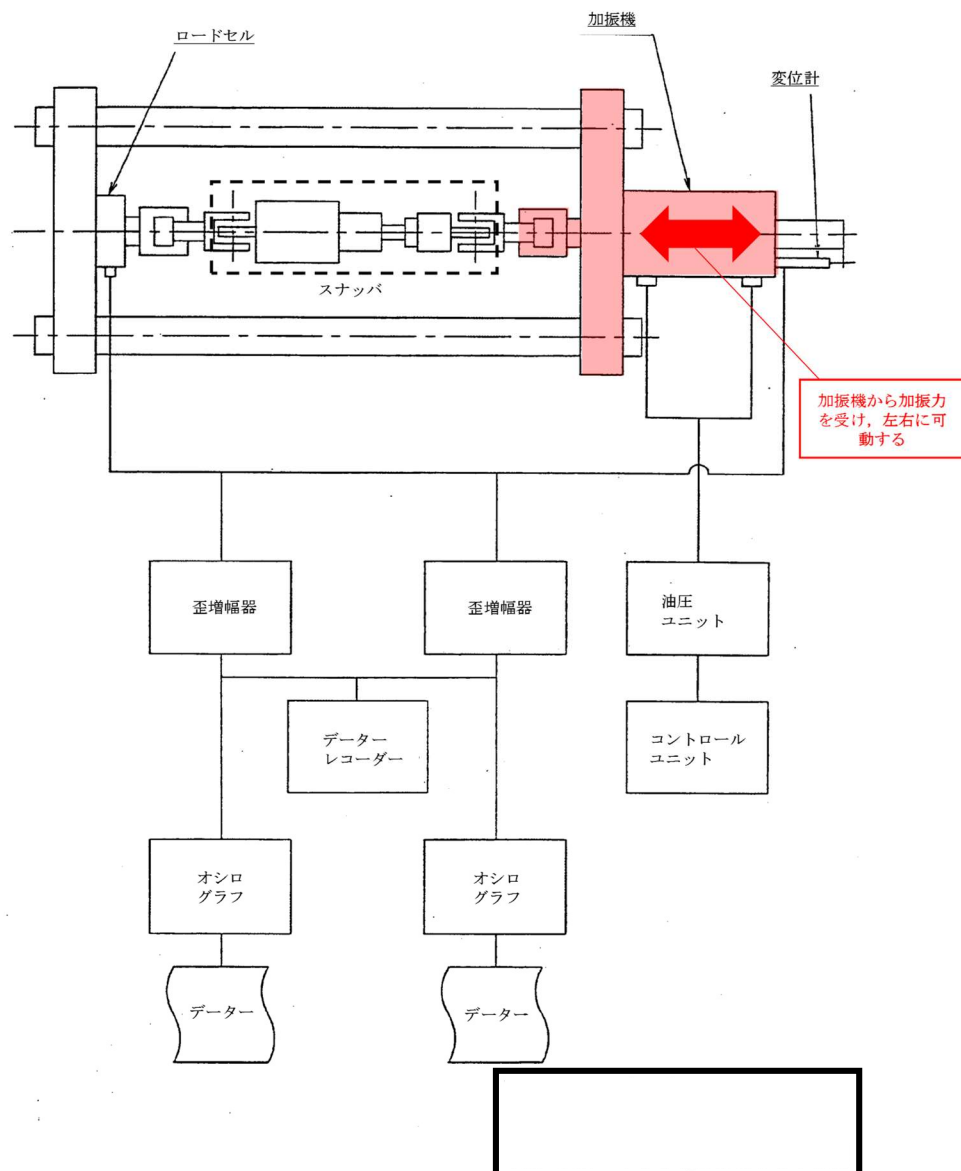 ロードセル
加振機
変位計
スナッバ
加振機から加振力
を受け，左右に可
動する
歪増幅器
歪増幅器
油圧
ユニット
データー
レコーダー
コントロール
ユニット
オシロ
グラフ
オシロ
グラフ
データー
データー